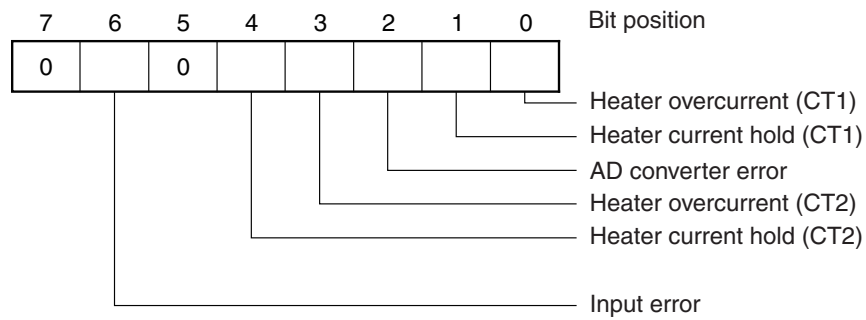 7 6 5 4 3 2 1 0 Bit position
0 0
Heater overcurrent (CT1)
Heater current hold (CT1)
AD converter error
Heater overcurrent (CT2)
Heater current hold (CT2)
Input error